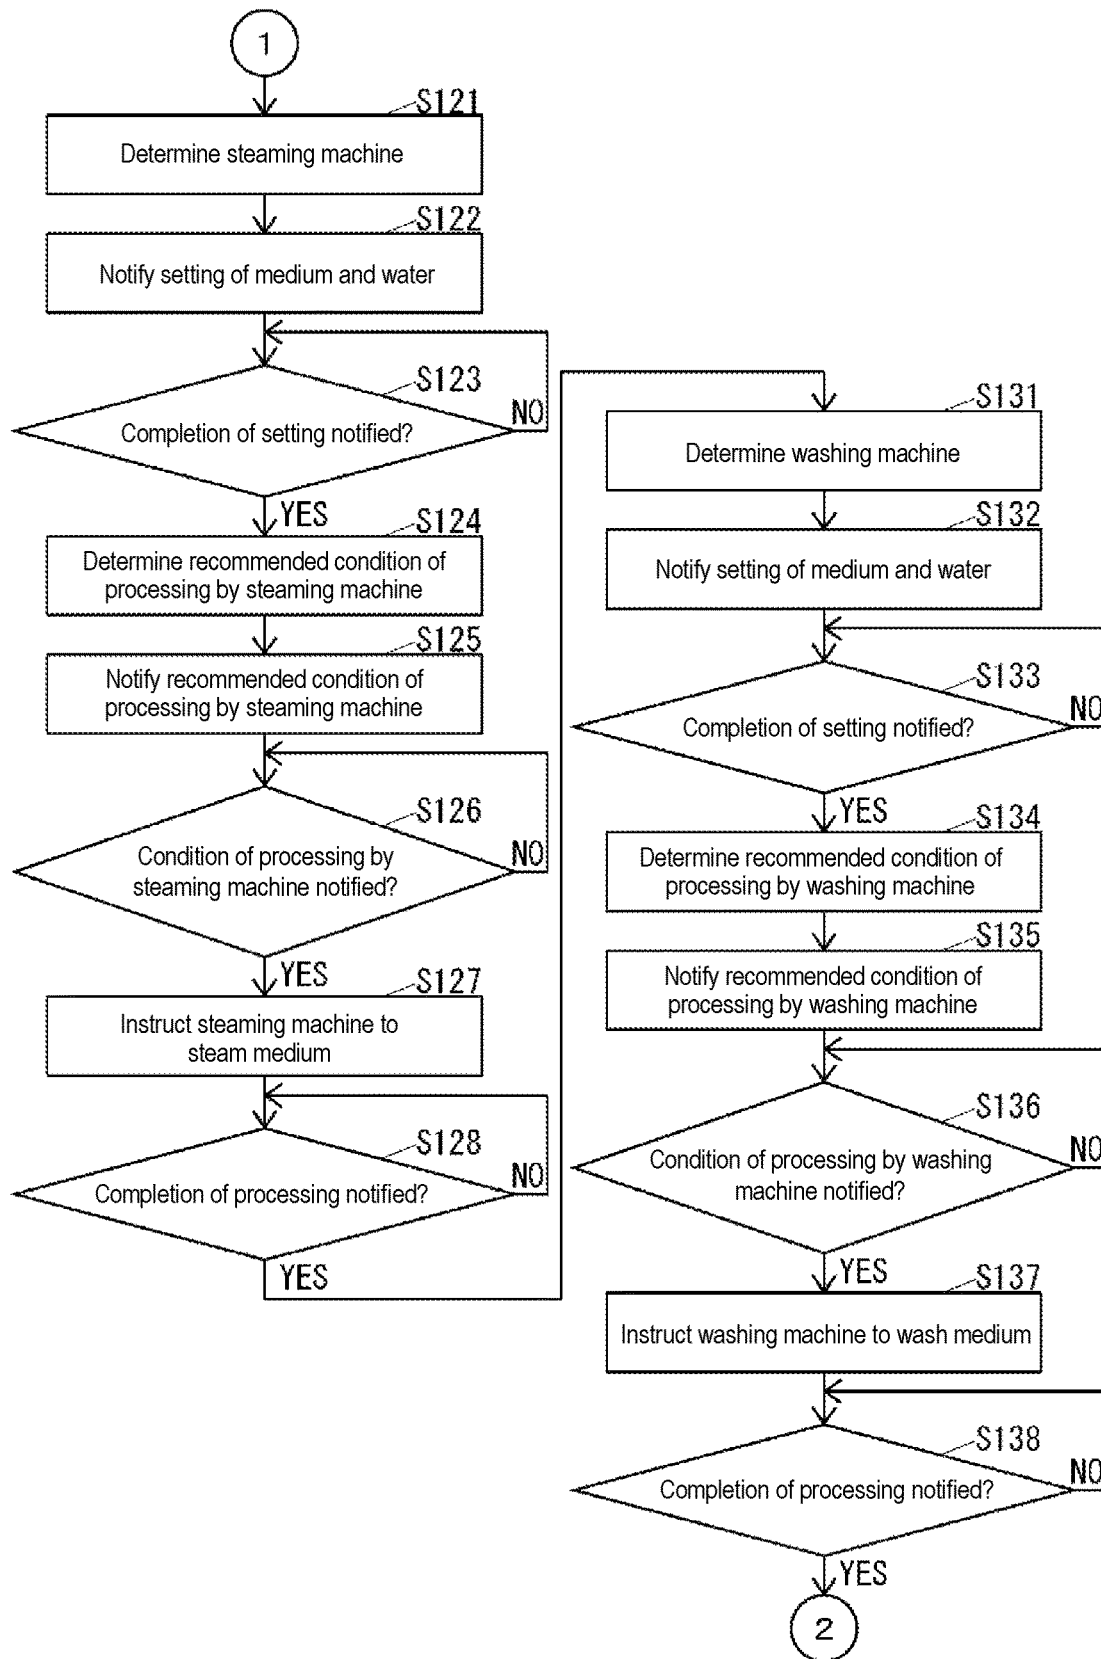 1
S121
Determine steaming machine
S122
Notify setting of medium and water
S123
Completion of setting notified?
NO
YES
S124
Determine recommended condition of
processing by steaming machine
S125
Notify recommended condition of
processing by steaming machine
S126
Condition of processing by
steaming machine notified?
NO
YES
S127
Instruct steaming machine to
steam medium
S128
Completion of processing notified?
NO
YES
S131
Determine washing machine
S132
Notify setting of medium and water
S133
Completion of setting notified?
NO
YES
S134
Determine recommended condition of
processing by washing machine
S135
Notify recommended condition of
processing by washing machine
S136
Condition of processing by washing
machine notified?
NO
YES
S137
Instruct washing machine to wash medium
S138
Completion of processing notified?
NO
YES
2